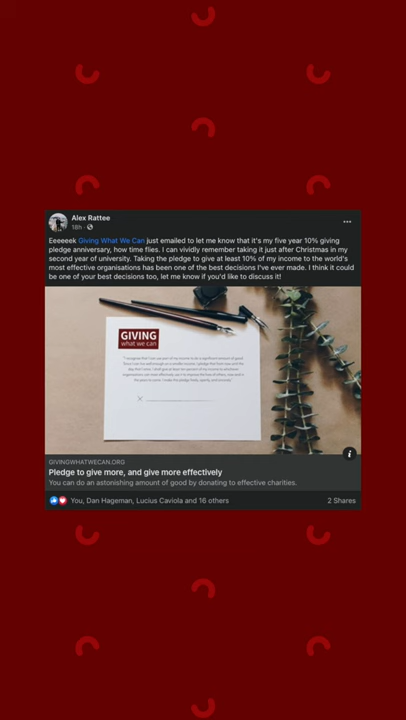 Alex Rattee
18h ·
Eeeeeek Giving What We Can just emailed to let me know that it's my five year 10% giving
pledge anniversary, how time flies. I can vividly remember taking it just after Christmas in my
second year of university. Taking the pledge to give at least 10% of my income to the world's
most effective organisations has been one of the best decisions I've ever made. I think it could
be one of your best decisions too, let me know if you'd like to discuss it!
GIVING
what we can
GIVINGWHATWECAN.ORG
Pledge to give more, and give more effectively
You can do an astonishing amount of good by donating to effective charities.
You, Dan Hageman, Lucius Caviola and 16 others
2 Shares